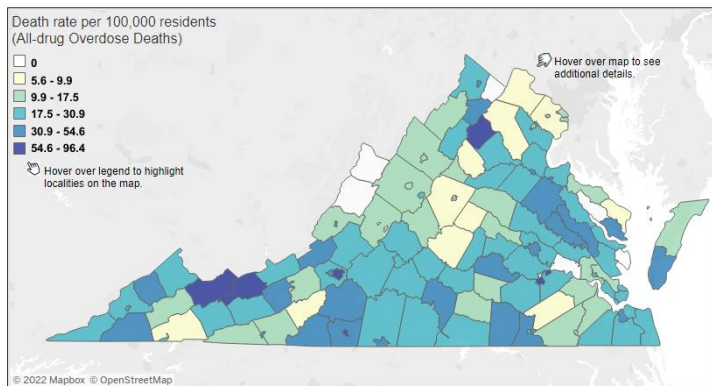 Death rate per 100,000 residents
(All-drug Overdose Deaths)
0
5.6 - 9.9
9.9 - 17.5
17.5 - 30.9
30.9 - 54.6
54.6 - 96.4
Hover over legend to highlight
localities on the map.
Hover over map to see
additional details.
© 2022 Mapbox © OpenStreetMap